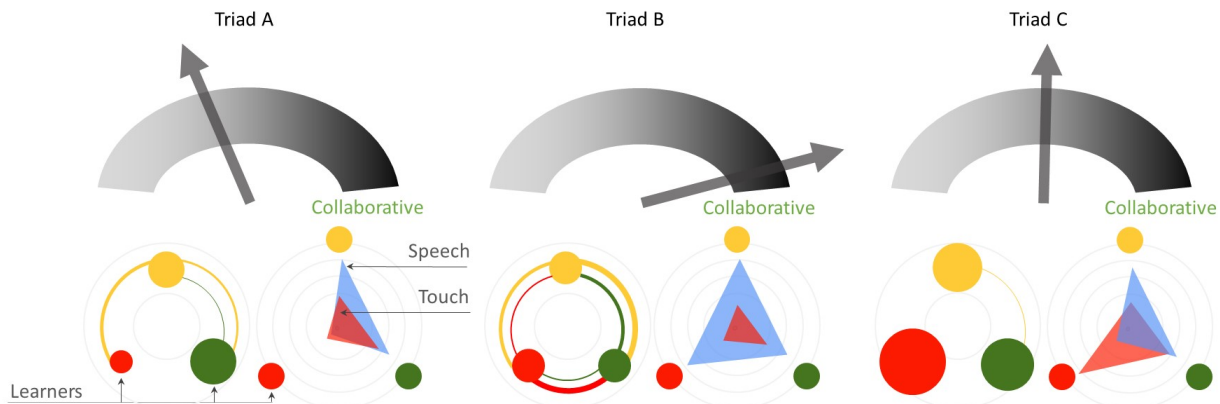 Triad A
Triad B
Triad C
Collaborative
Collaborative
Collaborative
Speech
Touch
Learners